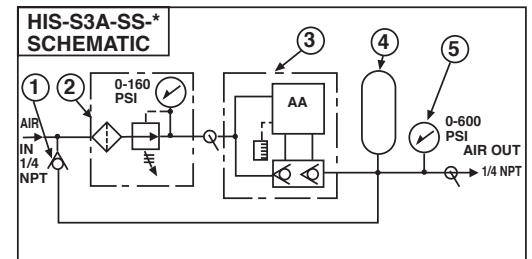 HIS-S3A-SS-*
SCHEMATIC
1
2
3
4
5
0-160
PSI
AA
0-600
PSI
AIR
IN
1/4
NPT
AIR OUT
1/4 NPT